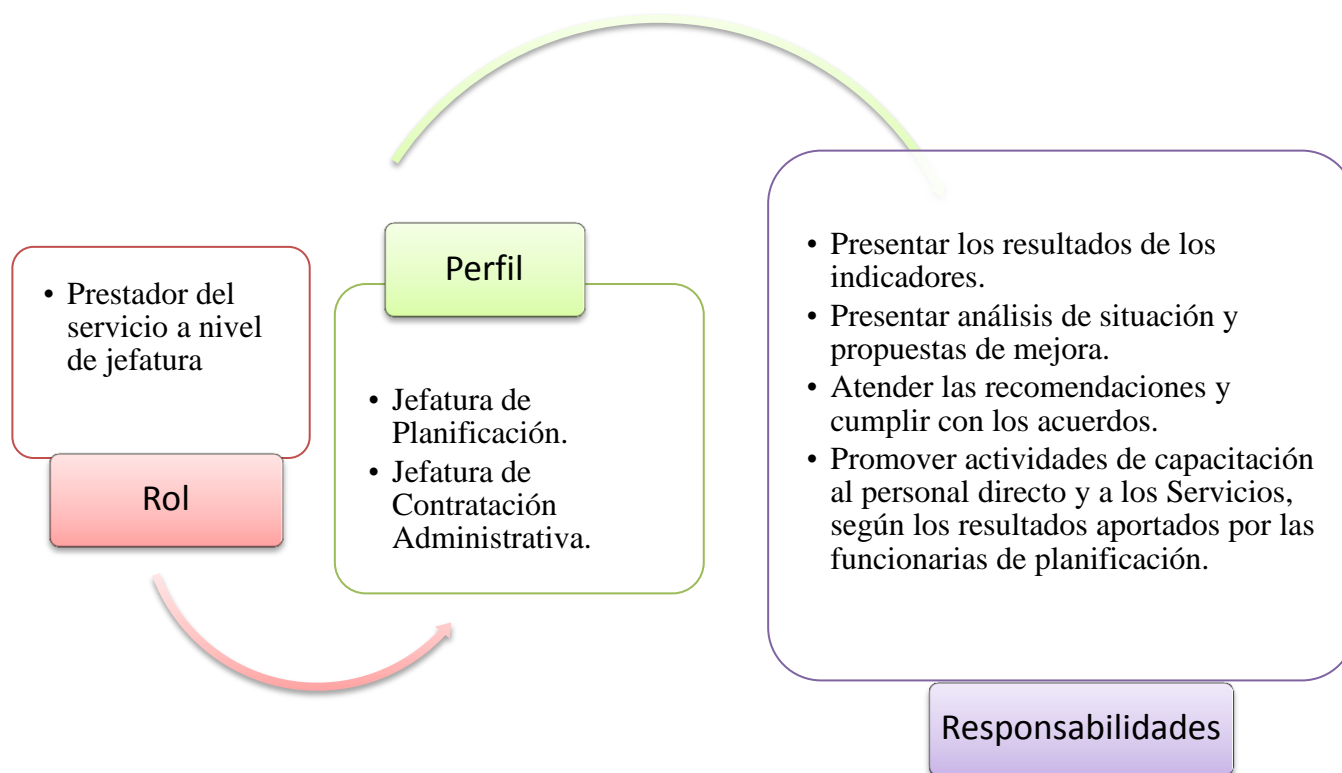 • Prestador del
servicio a nivel
de jefatura
Rol
Perfil
• Jefatura de
Planificación.
• Jefatura de
Contratación
Administrativa.
• Presentar los resultados de los
indicadores.
• Presentar análisis de situación y
propuestas de mejora.
• Atender las recomendaciones y
cumplir con los acuerdos.
• Promover actividades de capacitación
al personal directo y a los Servicios,
según los resultados aportados por las
funcionarias de planificación.
Responsabilidades